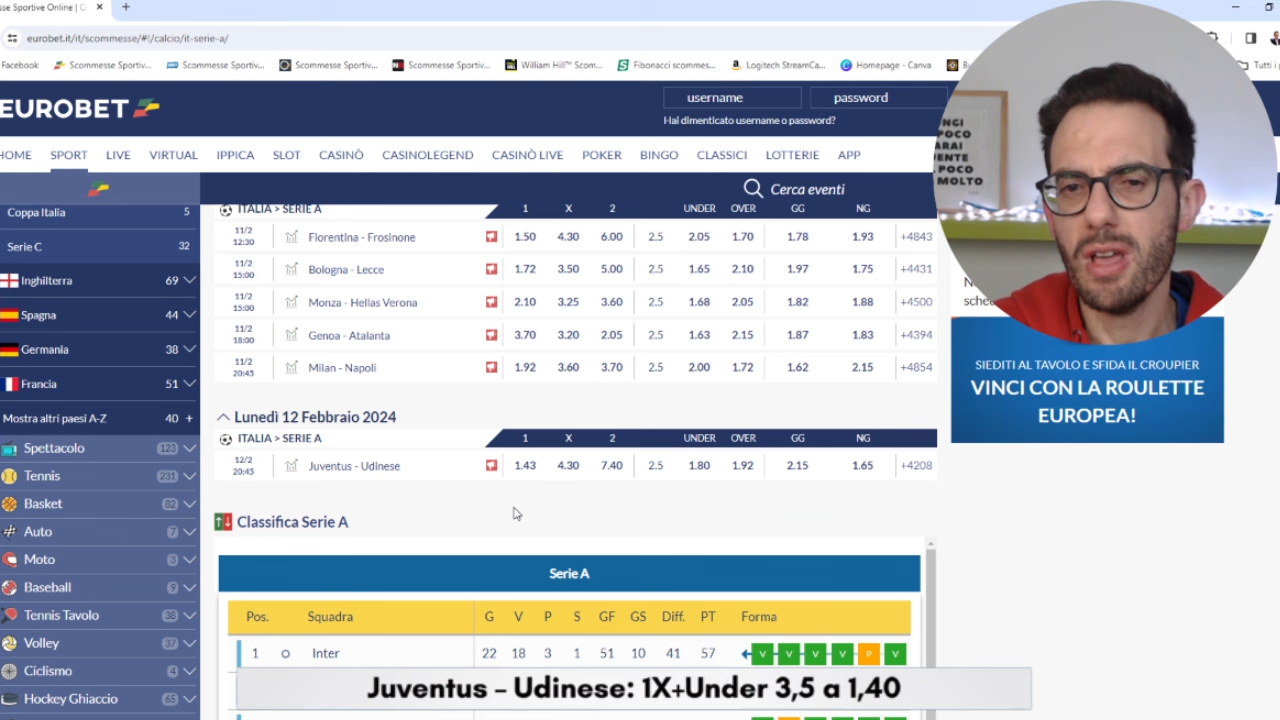 sse Sportive Online |
eurobet.it/it/scommesse/#!/calcio/it-serie-a/
Facebook
Scommesse Sportiv...
Scommesse Sportiv...
Scommesse Sportiv...
Scommesse Sportiv...
William Hill™ Scom...
Fibonacci scommes...
Logitech StreamCa...
Homepage - Canva
Tutti i
EUROBET
username
password
Hai dimenticato username o password?
HOME
SPORT
LIVE
VIRTUAL
IPPICA
SLOT
CASINÒ
CASINOLEGEND
CASINÒ LIVE
POKER
BINGO
CLASSICI
LOTTERIE
APP
Cerca eventi
Coppa Italia 5
Serie C 32
Inghilterra 69
Spagna 44
Germania 38
Francia 51
Mostra altri paesi A-Z 40 +
Spettacolo 123
Tennis 231
Basket 82
Auto 7
Moto 3
Baseball 9
Tennis Tavolo 38
Volley 37
Ciclismo 4
Hockey Ghiaccio 65
ITALIA > SERIE A 1 X 2 UNDER OVER GG NG
11/2 12:30 Fiorentina - Frosinone 1.50 4.30 6.00 2.5 2.05 1.70 1.78 1.93 +4843
11/2 15:00 Bologna - Lecce 1.72 3.50 5.00 2.5 1.65 2.10 1.97 1.75 +4431
11/2 15:00 Monza - Hellas Verona 2.10 3.25 3.60 2.5 1.68 2.05 1.82 1.88 +4500
11/2 18:00 Genoa - Atalanta 3.70 3.20 2.05 2.5 1.63 2.15 1.87 1.83 +4394
11/2 20:45 Milan - Napoli 1.92 3.60 3.70 2.5 2.00 1.72 1.62 2.15 +4854
Lunedì 12 Febbraio 2024
ITALIA > SERIE A 1 X 2 UNDER OVER GG NG
12/2 20:45 Juventus - Udinese 1.43 4.30 7.40 2.5 1.80 1.92 2.15 1.65 +4208
Classifica Serie A
Serie A
Pos. Squadra G V P S GF GS Diff. PT Forma
1 Inter 22 18 3 1 51 10 41 57 V V V V P V
SIEDITI AL TAVOLO E SFIDA IL CROUPIER
VINCI CON LA ROULETTE
EUROPEA!
Juventus – Udinese: 1X+Under 3,5 a 1,40